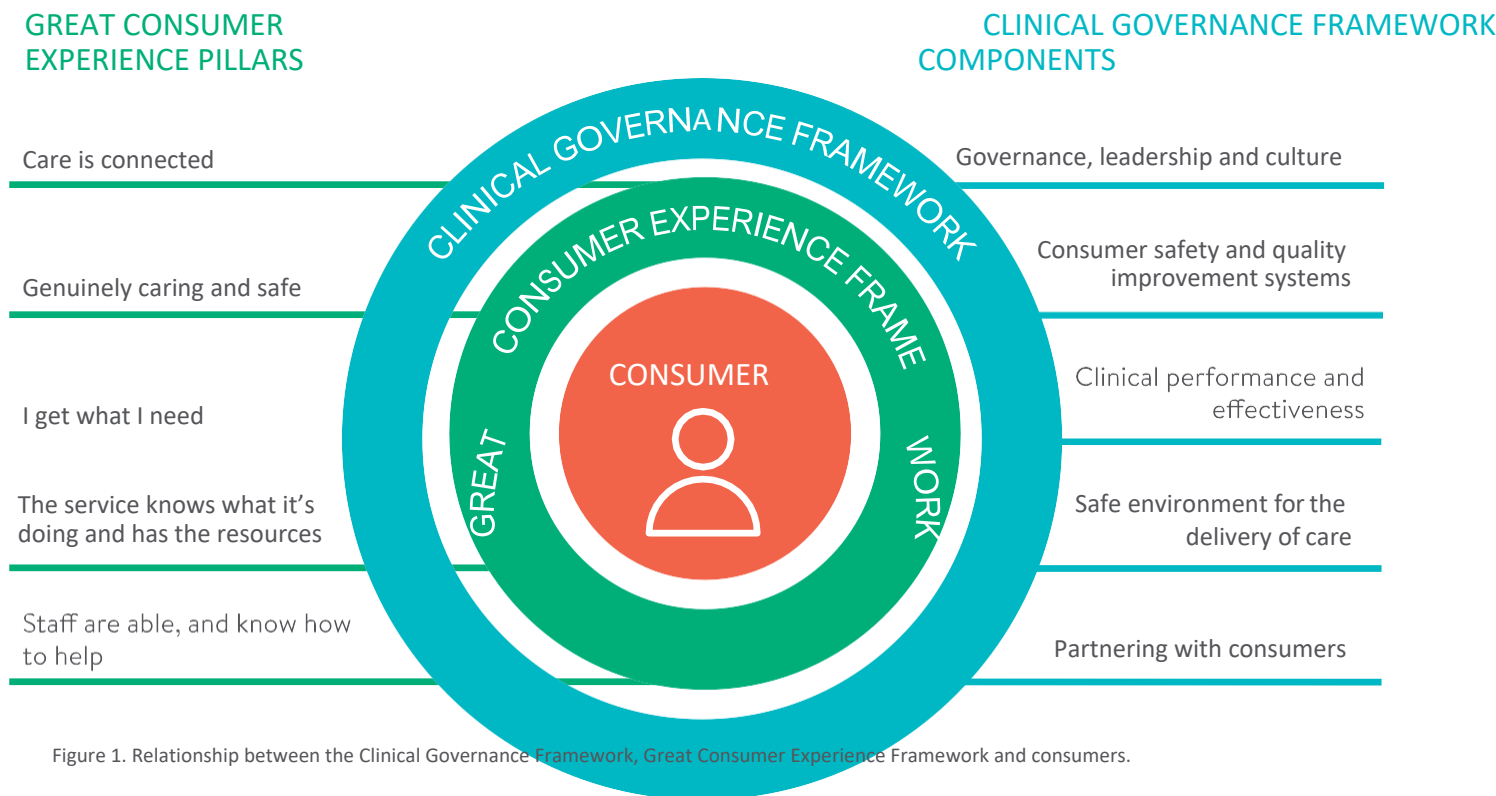 GREAT CONSUMER
EXPERIENCE PILLARS
Care is connected
Genuinely caring and safe
I get what I need
The service knows what it's
doing and has the resources
Staff are able, and know how
to help
CLINICAL GOVERNANCE FRAMEWORK
GREAT CONSUMER EXPERIENCE FRAME WORK
CONSUMER
CLINICAL GOVERNANCE FRAMEWORK
COMPONENTS
Governance, leadership and culture
Consumer safety and quality
improvement systems
Clinical performance and
effectiveness
Safe environment for the
delivery of care
Partnering with consumers
Figure 1. Relationship between the Clinical Governance Framework, Great Consumer Experience Framework and consumers.